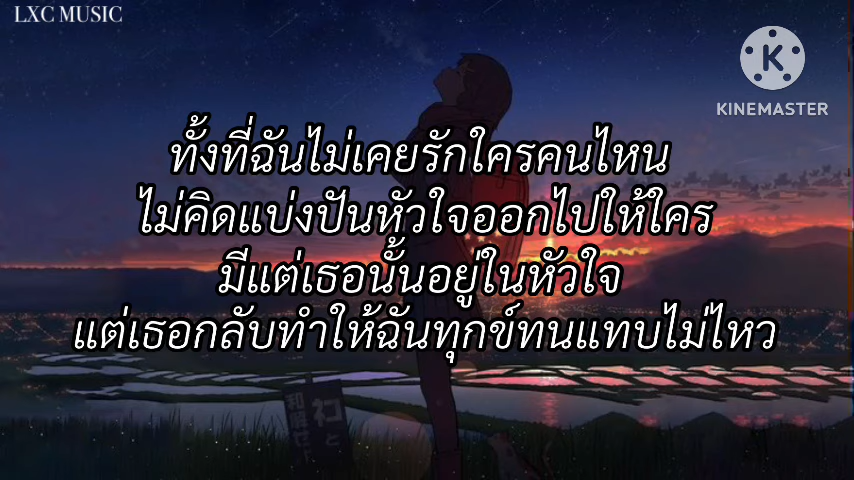 LXC MUSIC
KINEMASTER
ทั้งที่ฉันไม่เคยรักใครคนไหน
ไม่คิดแบ่งปันหัวใจออกไปให้ใคร
มีแต่เธอนั้นอยู่ในหัวใจ
แต่เธอกลับทำให้ฉันทุกข์ทนแทบไม่ไหว